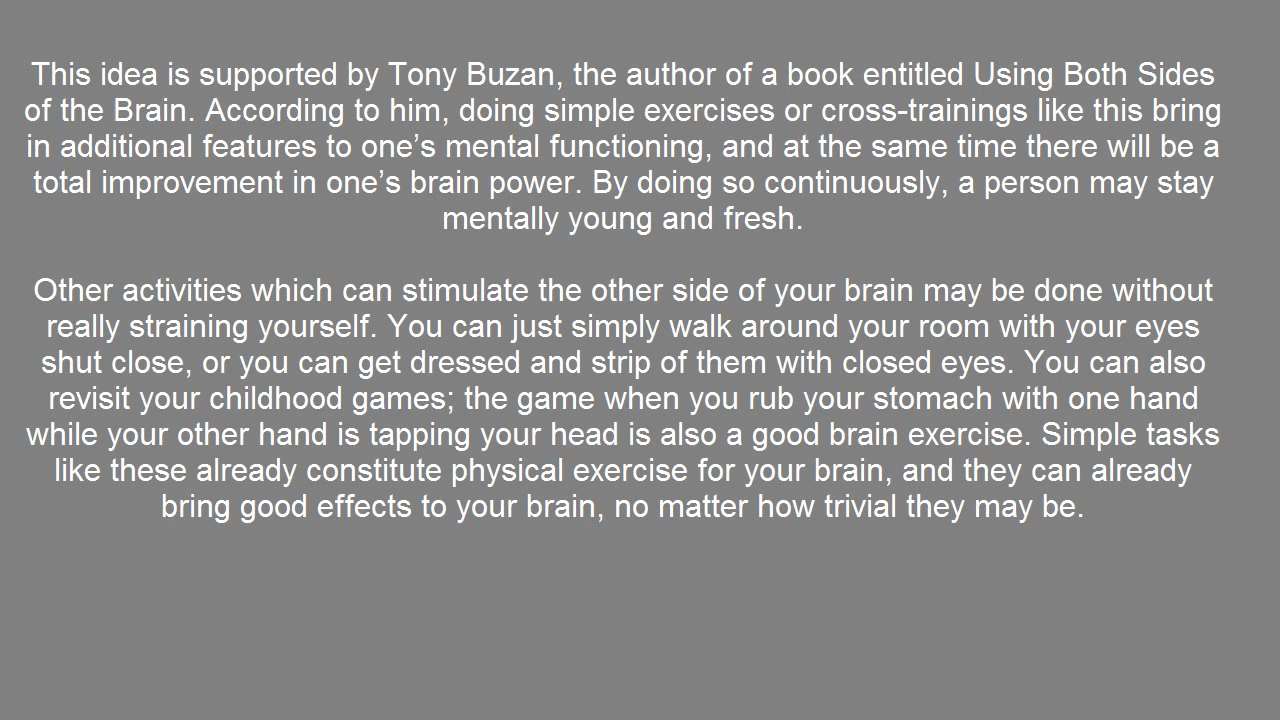 This idea is supported by Tony Buzan, the author of a book entitled Using Both Sides
of the Brain. According to him, doing simple exercises or cross-trainings like this bring
in additional features to one’s mental functioning, and at the same time there will be a
total improvement in one’s brain power. By doing so continuously, a person may stay
mentally young and fresh.
Other activities which can stimulate the other side of your brain may be done without
really straining yourself. You can just simply walk around your room with your eyes
shut close, or you can get dressed and strip of them with closed eyes. You can also
revisit your childhood games; the game when you rub your stomach with one hand
while your other hand is tapping your head is also a good brain exercise. Simple tasks
like these already constitute physical exercise for your brain, and they can already
bring good effects to your brain, no matter how trivial they may be.